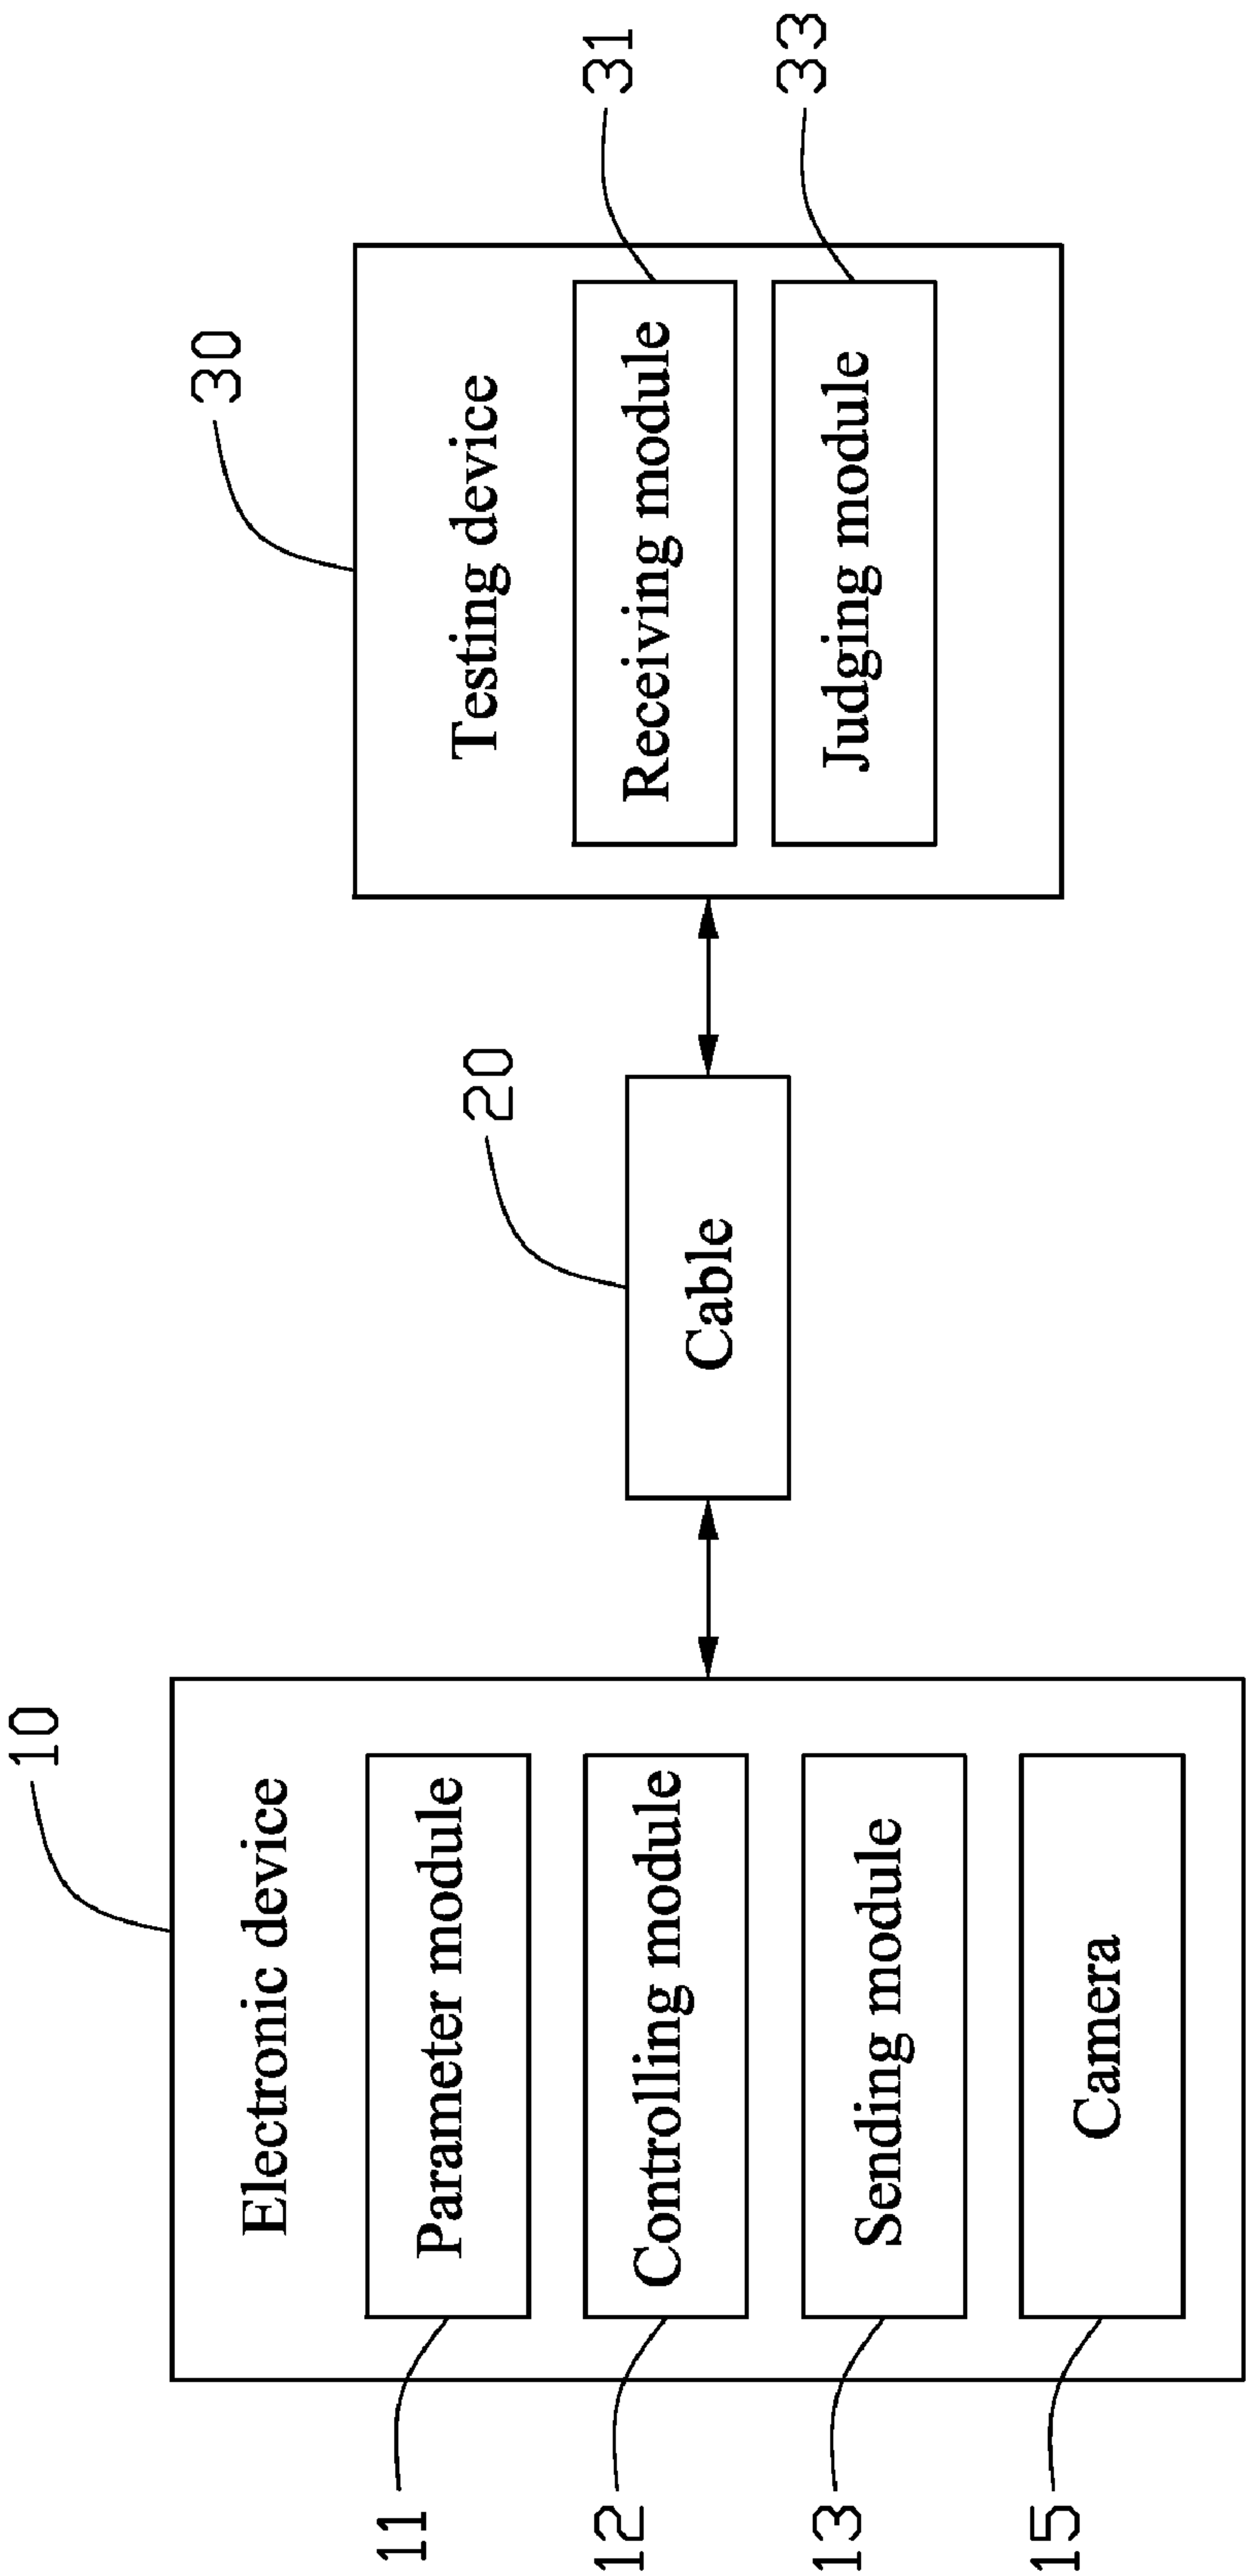 10
Electronic device
11
Parameter module
12
Controlling module
13
Sending module
15
Camera
20
Cable
30
Testing device
Receiving module
31
Judging module
33